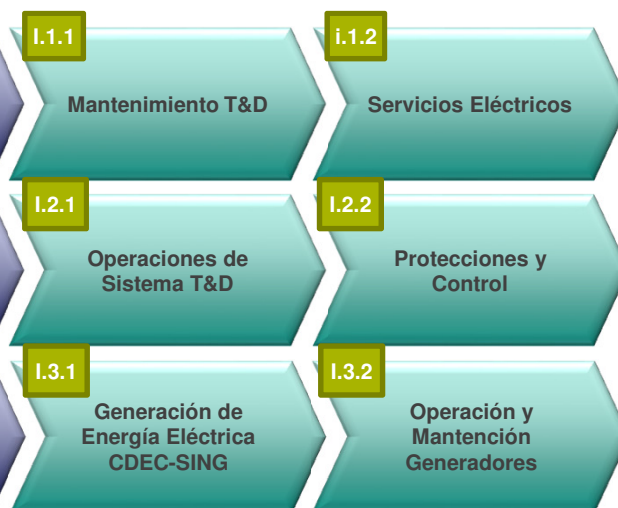 I.1.1
Mantenimiento T&D
i.1.2
Servicios Eléctricos
I.2.1
Operaciones de
Sistema T&D
I.2.2
Protecciones y
Control
I.3.1
Generación de
Energía Eléctrica
CDEC-SING
I.3.2
Operación y
Mantención
Generadores